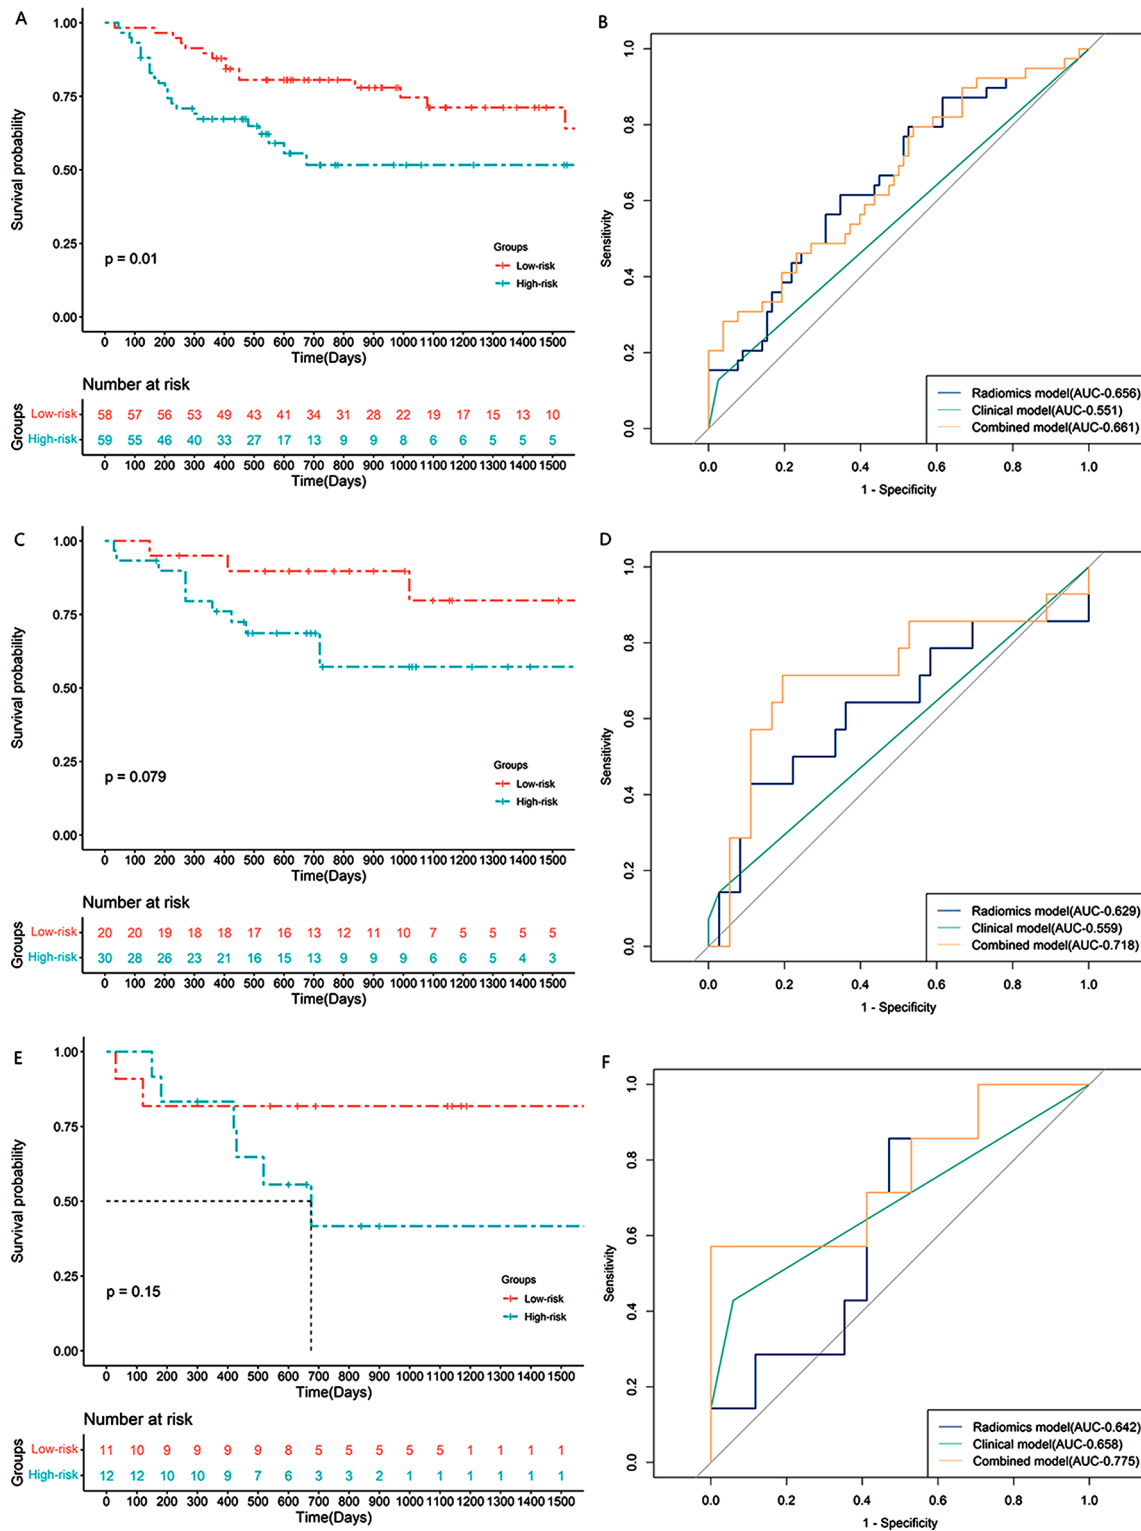 A
Survival probability
1.00
0.75
0.50
0.25
0.00
p = 0.01
Groups
Low-risk
High-risk
0 100 200 300 400 500 600 700 800 900 1000 1100 1200 1300 1400 1500
Time(Days)
Number at risk
Groups
Low-risk 58 57 56 53 49 43 41 34 31 28 22 19 17 15 13 10
High-risk 59 55 46 40 33 27 17 13 9 9 8 6 6 5 5 5
0 100 200 300 400 500 600 700 800 900 1000 1100 1200 1300 1400 1500
Time(Days)
B
Sensitivity
1.0
0.8
0.6
0.4
0.2
0.0
Radiomics model(AUC-0.656)
Clinical model(AUC-0.551)
Combined model(AUC-0.661)
0.0 0.2 0.4 0.6 0.8 1.0
1 - Specificity
C
Survival probability
1.00
0.75
0.50
0.25
0.00
p = 0.079
Groups
Low-risk
High-risk
0 100 200 300 400 500 600 700 800 900 1000 1100 1200 1300 1400 1500
Time(Days)
Number at risk
Groups
Low-risk 20 20 19 18 18 17 16 13 12 11 10 7 5 5 5 5
High-risk 30 28 26 23 21 16 15 13 9 9 9 6 6 5 4 3
0 100 200 300 400 500 600 700 800 900 1000 1100 1200 1300 1400 1500
Time(Days)
D
Sensitivity
1.0
0.8
0.6
0.4
0.2
0.0
Radiomics model(AUC-0.629)
Clinical model(AUC-0.559)
Combined model(AUC-0.718)
0.0 0.2 0.4 0.6 0.8 1.0
1 - Specificity
E
Survival probability
1.00
0.75
0.50
0.25
0.00
p = 0.15
Groups
Low-risk
High-risk
0 100 200 300 400 500 600 700 800 900 1000 1100 1200 1300 1400 1500
Time(Days)
Number at risk
Groups
Low-risk 11 10 9 9 9 9 8 5 5 5 5 5 1 1 1 1
High-risk 12 12 10 10 9 7 6 3 3 2 1 1 1 1 1 1
0 100 200 300 400 500 600 700 800 900 1000 1100 1200 1300 1400 1500
Time(Days)
F
Sensitivity
1.0
0.8
0.6
0.4
0.2
0.0
Radiomics model(AUC-0.642)
Clinical model(AUC-0.658)
Combined model(AUC-0.775)
0.0 0.2 0.4 0.6 0.8 1.0
1 - Specificity